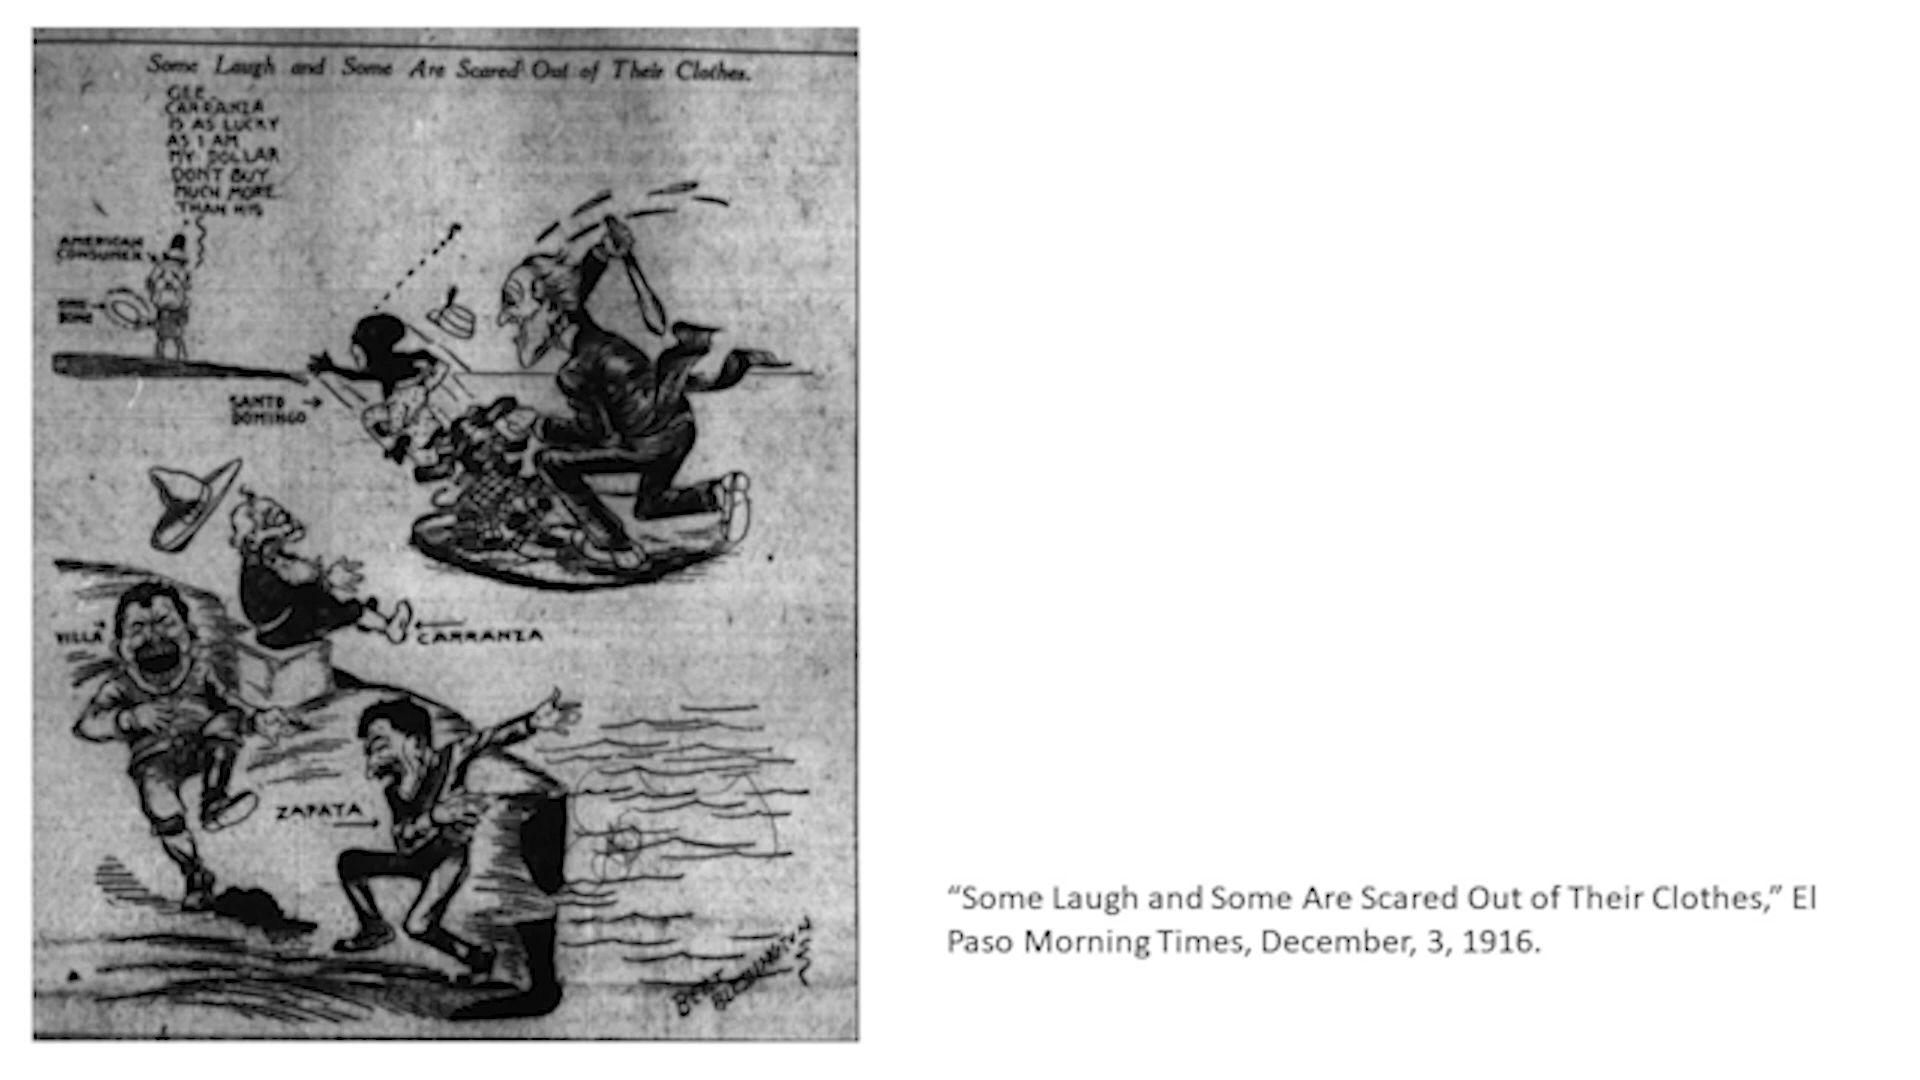 Some Laugh and Some Are Scared Out of Their Clothes.
GEE
CARRANZA
IS AS LUCKY
AS I AM
MY DOLLAR
DON'T BUY
MUCH MORE
THAN HIS
AMERICAN
CONSUMER
SANTO
DOMINGO
VILLA
CARRANZA
ZAPATA
BERT
“Some Laugh and Some Are Scared Out of Their Clothes,” El
Paso Morning Times, December, 3, 1916.